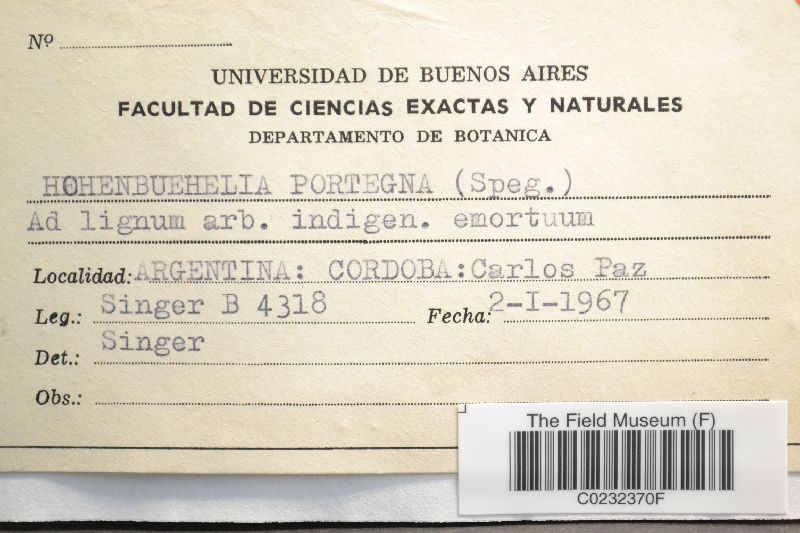 Nº
UNIVERSIDAD DE BUENOS AIRES
FACULTAD DE CIENCIAS EXACTAS Y NATURALES
DEPARTAMENTO DE BOTANICA
HOHENBUEHELIA PORTEGNA (Speg.)
Ad lignum arb. indigen. emortuum
Localidad: ARGENTINA: CORDOBA: Carlos Paz
Leg.: Singer B 4318 Fecha: 2-I-1967
Det.: Singer
Obs.:
The Field Museum (F)
C0232370F